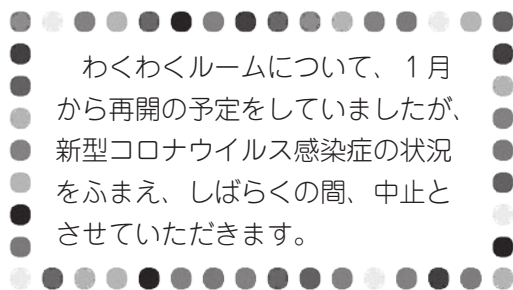 わくわくルームについて、1月
から再開の予定をしていましたが、
新型コロナウイルス感染症の状況
をふまえ、しばらくの間、中止と
させていただきます。